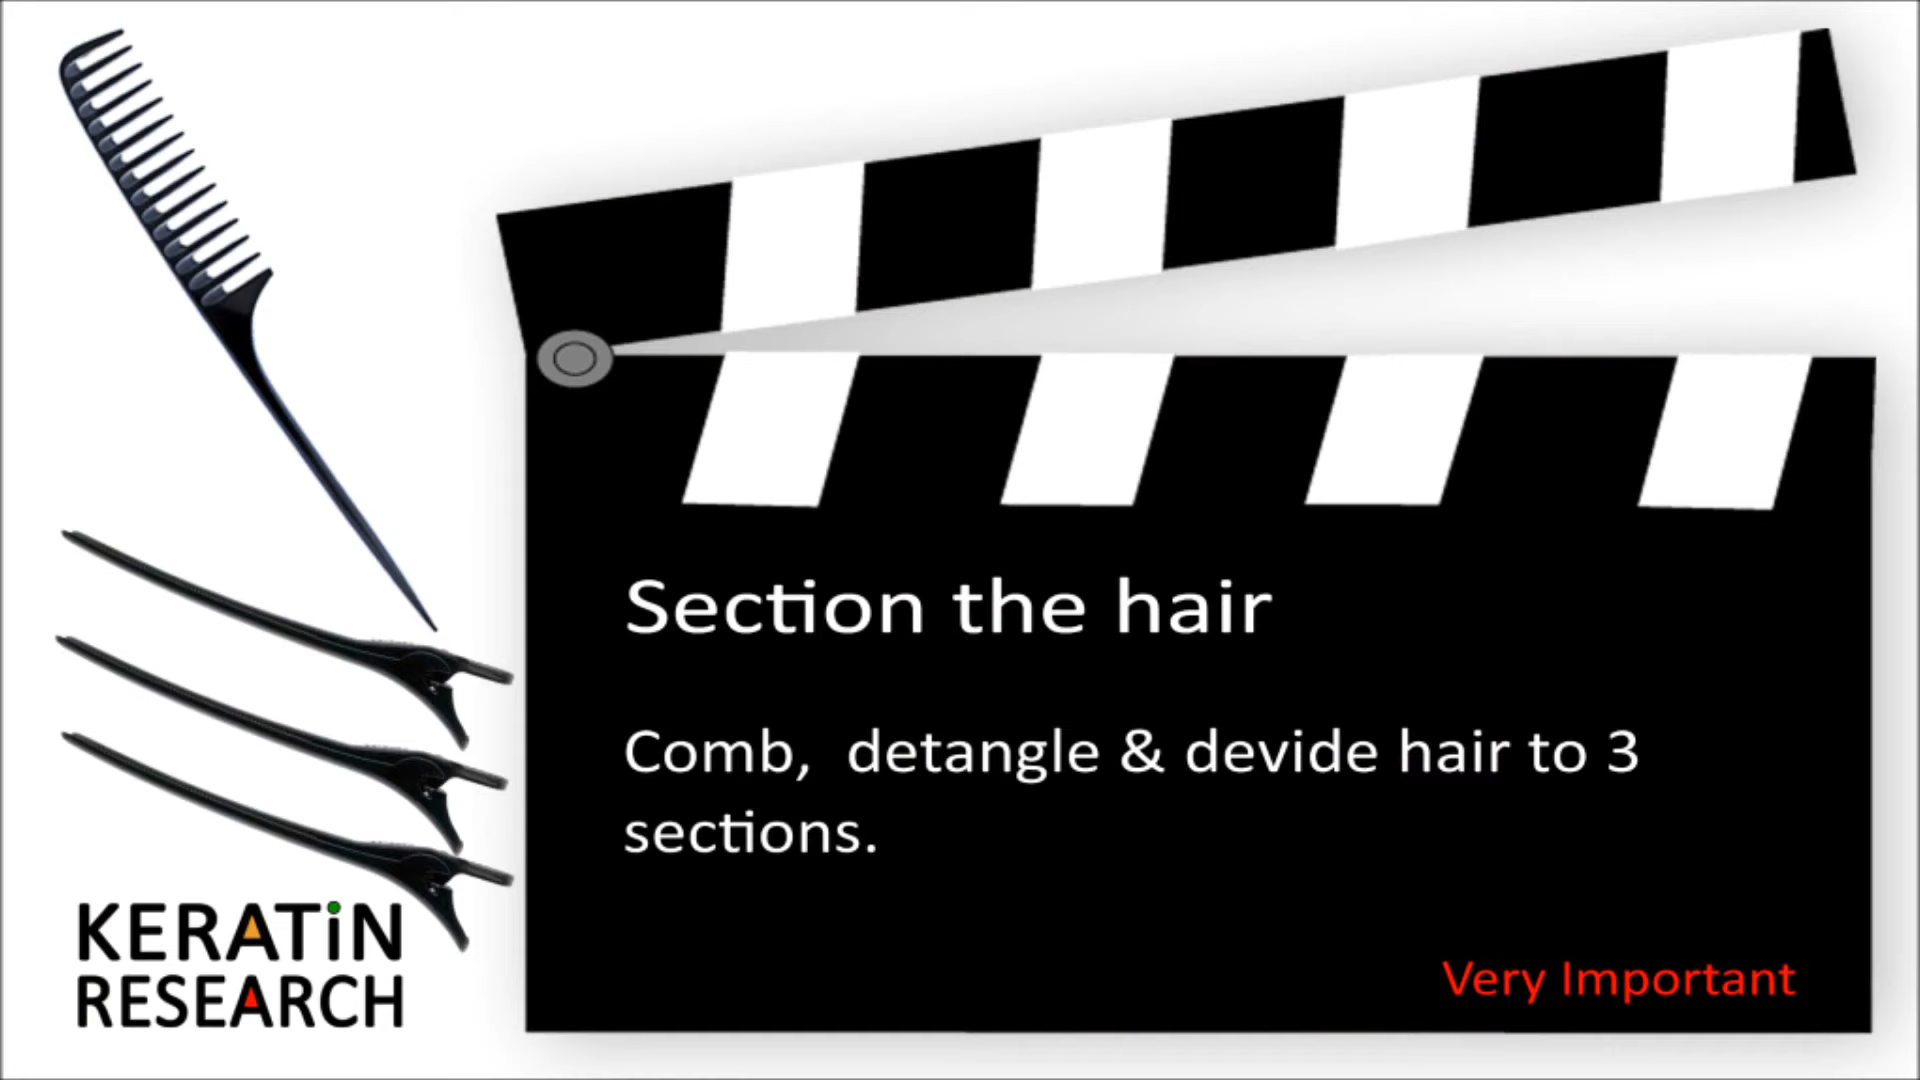 Section the hair
Comb, detangle & devide hair to 3
sections.
Very Important
KERATiN
RESEARCH